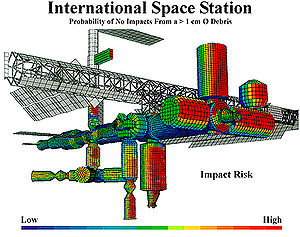 International Space Station
Probability of No Impacts From a > 1 cm O Debris
Impact Risk
Low High